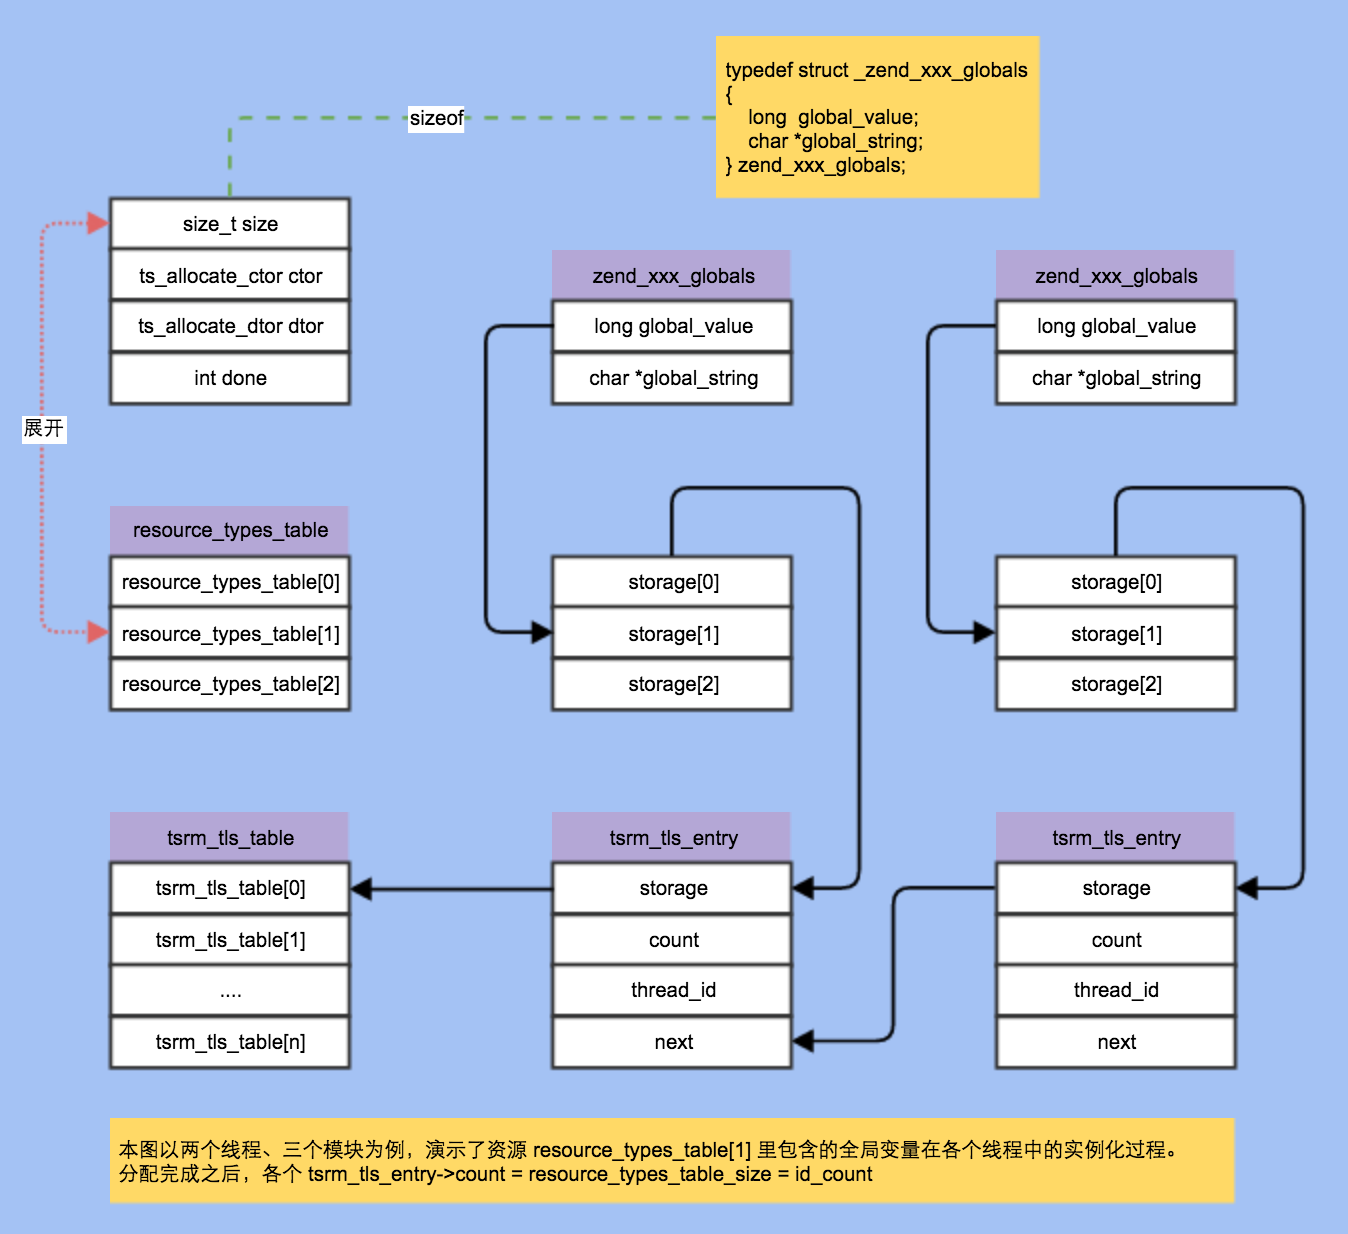 typedef struct _zend_xxx_globals
{
long global_value;
char *global_string;
} zend_xxx_globals;
sizeof
size_t size
ts_allocate_ctor ctor
ts_allocate_dtor dtor
int done
zend_xxx_globals
long global_value
char *global_string
zend_xxx_globals
long global_value
char *global_string
展开
resource_types_table
resource_types_table[0]
resource_types_table[1]
resource_types_table[2]
storage[0]
storage[1]
storage[2]
storage[0]
storage[1]
storage[2]
tsrm_tls_table
tsrm_tls_table[0]
tsrm_tls_table[1]
....
tsrm_tls_table[n]
tsrm_tls_entry
storage
count
thread_id
next
tsrm_tls_entry
storage
count
thread_id
next
本图以两个线程、三个模块为例，演示了资源 resource_types_table[1] 里包含的全局变量在各个线程中的实例化过程。
分配完成之后，各个 tsrm_tls_entry->count = resource_types_table_size = id_count